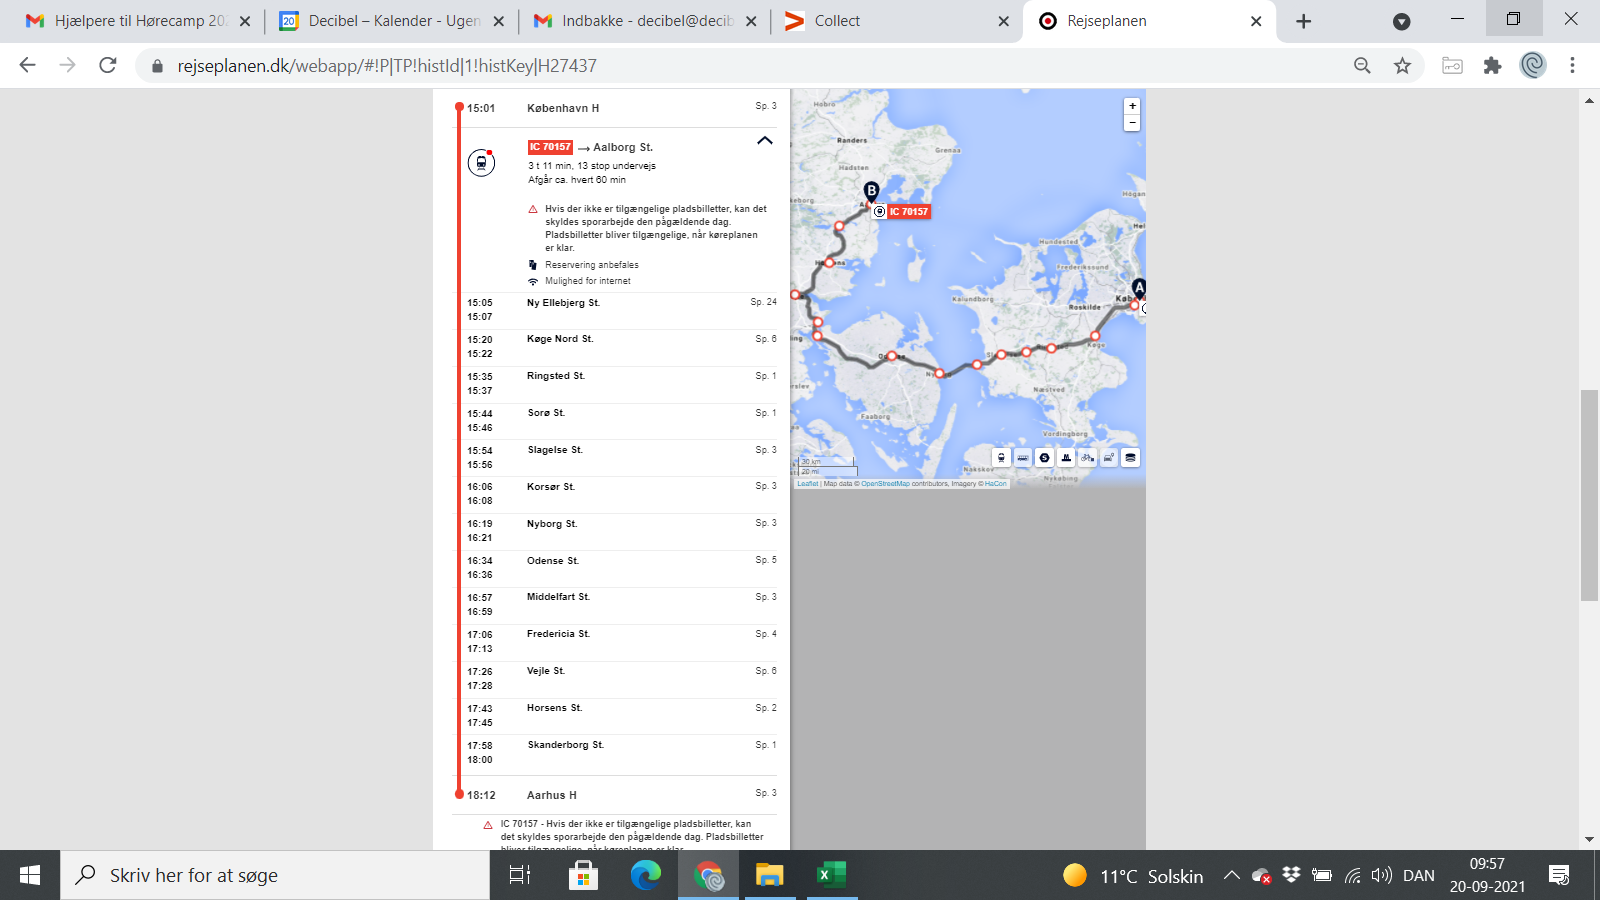 Hjælpere til Hørecamp 20
Decibel – Kalender - Ugen
Indbakke - decibel@decib
Collect
Rejseplanen
rejseplanen.dk/webapp/#!P|TP!histId|1!histKey|H27437
15:01 København H Sp. 3
IC 70157 → Aalborg St.
3 t 11 min, 13 stop undervejs
Afgår ca. hvert 60 min
Hvis der ikke er tilgængelige pladsbilletter, kan det
skyldes sporarbejde den pågældende dag.
Pladsbilletter bliver tilgængelige, når køreplanen
er klar.
Reservering anbefales
Mulighed for internet
15:05 Ny Ellebjerg St. Sp. 24
15:07
15:20 Køge Nord St. Sp. 6
15:22
15:35 Ringsted St. Sp. 1
15:37
15:44 Sorø St. Sp. 1
15:46
15:54 Slagelse St. Sp. 3
15:56
16:06 Korsør St. Sp. 3
16:08
16:19 Nyborg St. Sp. 3
16:21
16:34 Odense St. Sp. 5
16:36
16:57 Middelfart St. Sp. 3
16:59
17:06 Fredericia St. Sp. 4
17:13
17:26 Vejle St. Sp. 6
17:28
17:43 Horsens St. Sp. 2
17:45
17:58 Skanderborg St. Sp. 1
18:00
18:12 Aarhus H Sp. 3
IC 70157 - Hvis der ikke er tilgængelige pladsbilletter, kan
det skyldes sporarbejde den pågældende dag. Pladsbilletter
bliver tilgængelige, når køreplanen er klar.
+
−
Hobro
Randers
Grenaa
Hadsten
B
IC 70157
Hundested
Frederikssund
A
Kalundborg
Roskilde
Køge
Næstved
Faaborg
Vordingborg
Nakskov
Nykøbing
30 km
20 mi
Leaflet | Map data © OpenStreetMap contributors, Imagery © HaCon
Skriv her for at søge
11°C Solskin
DAN
09:57
20-09-2021